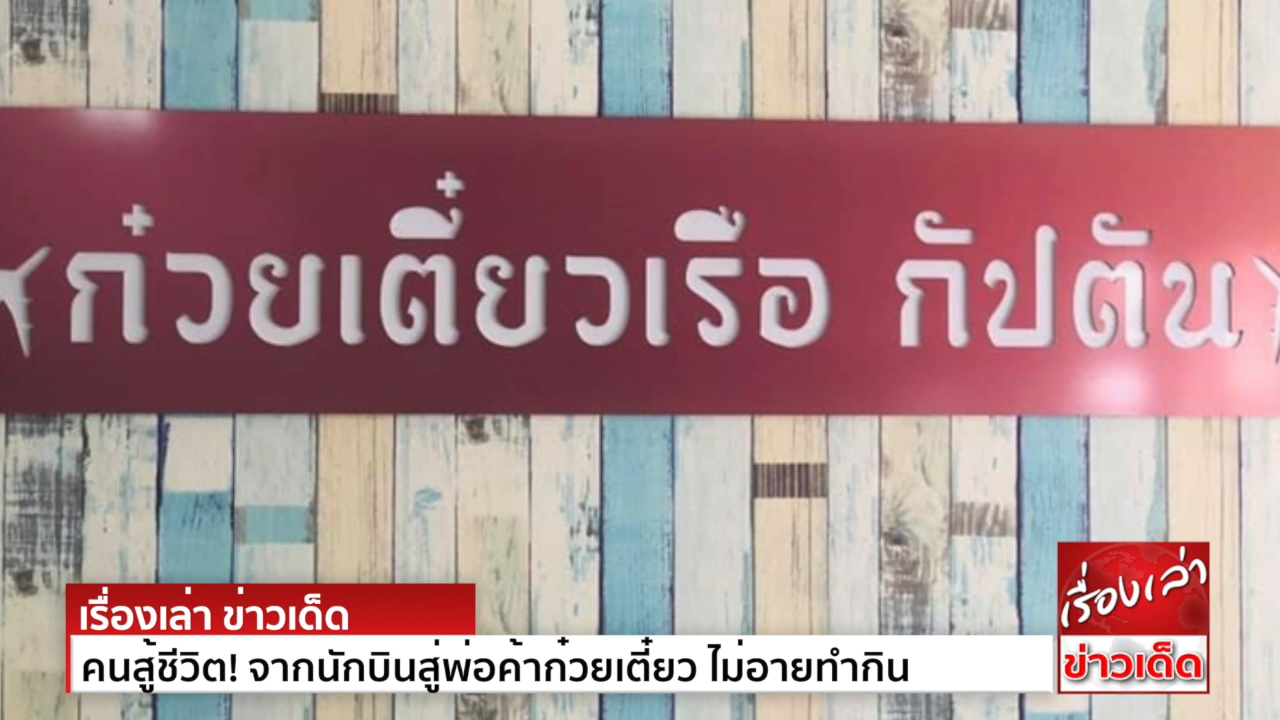 ก๋วยเตี๋ยวเรือ กัปตัน
เรื่องเล่า ข่าวเด็ด
คนสู้ชีวิต! จากนักบินสู่พ่อค้าก๋วยเตี๋ยว ไม่อายทำกิน
เรื่องเล่า
ข่าวเด็ด